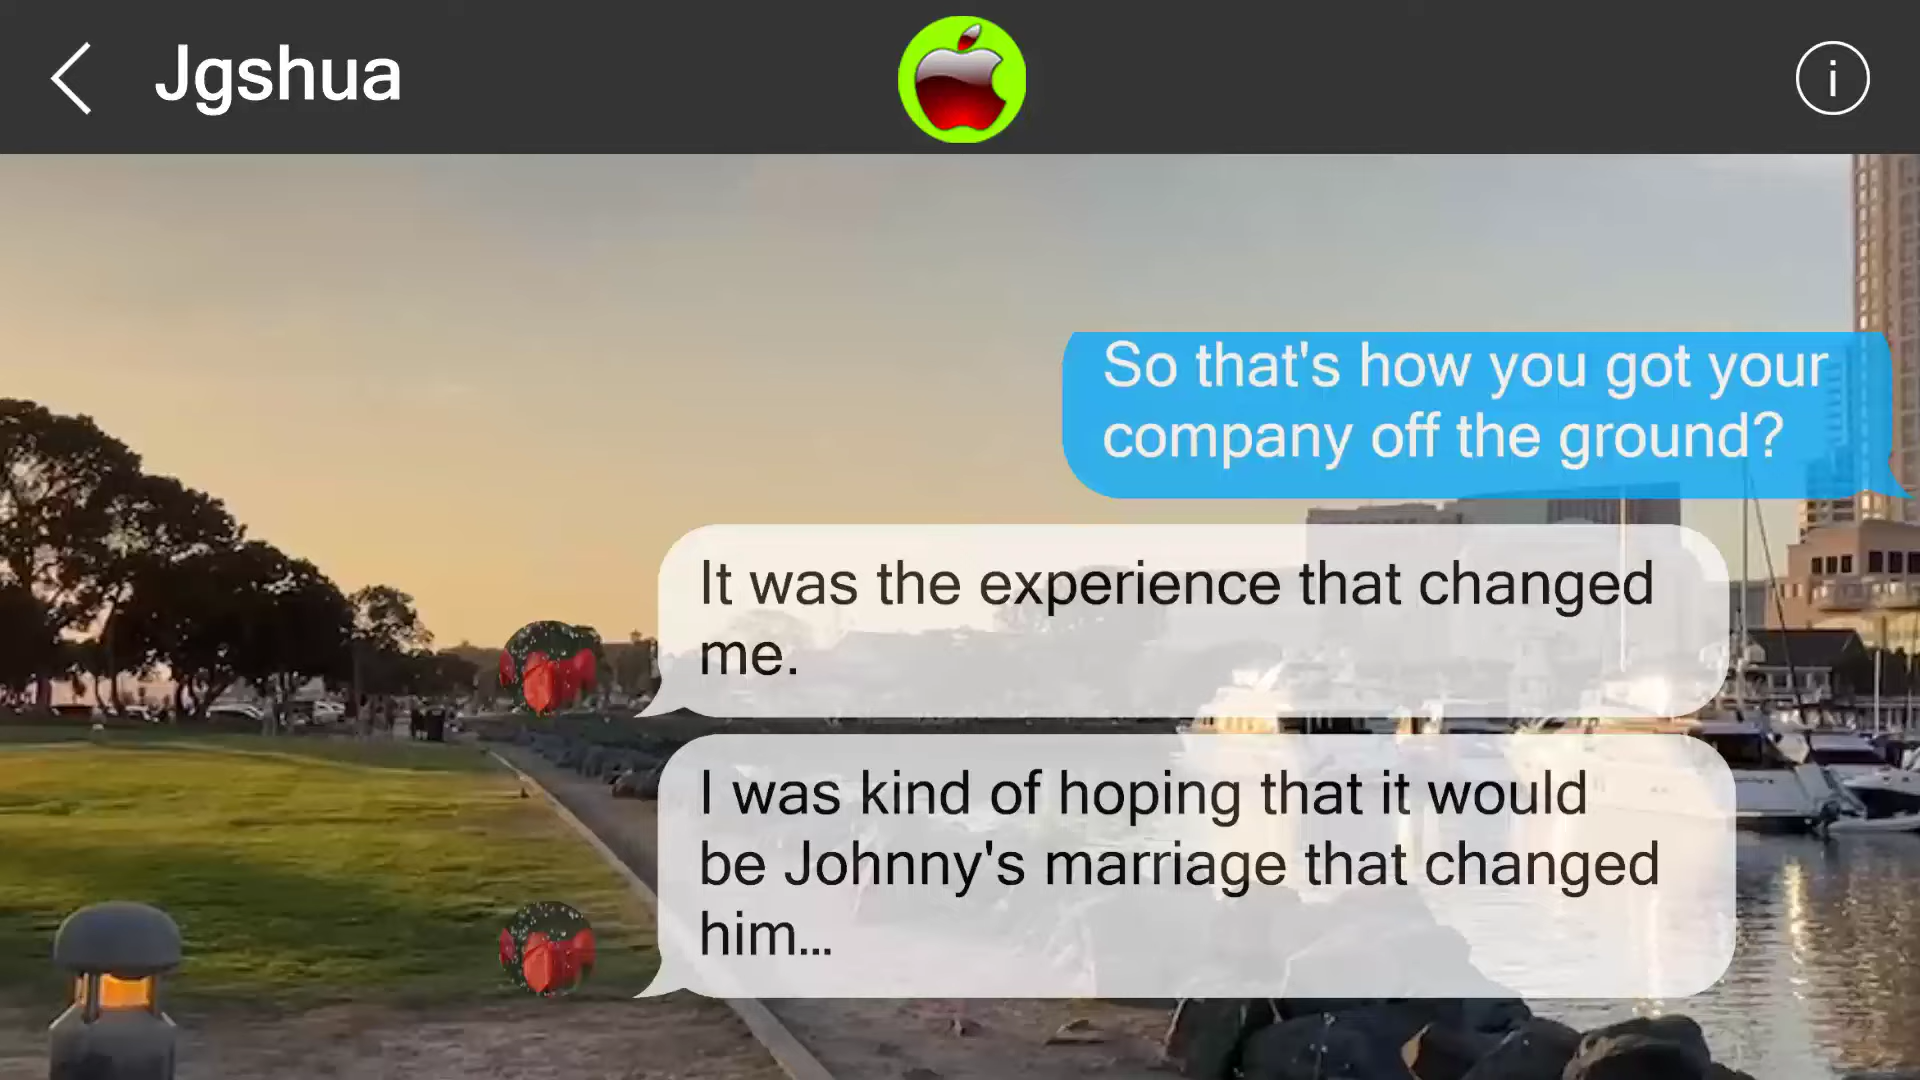 Jgshua
i
So that's how you got your
company off the ground?
It was the experience that changed
me.
I was kind of hoping that it would
be Johnny's marriage that changed
him...